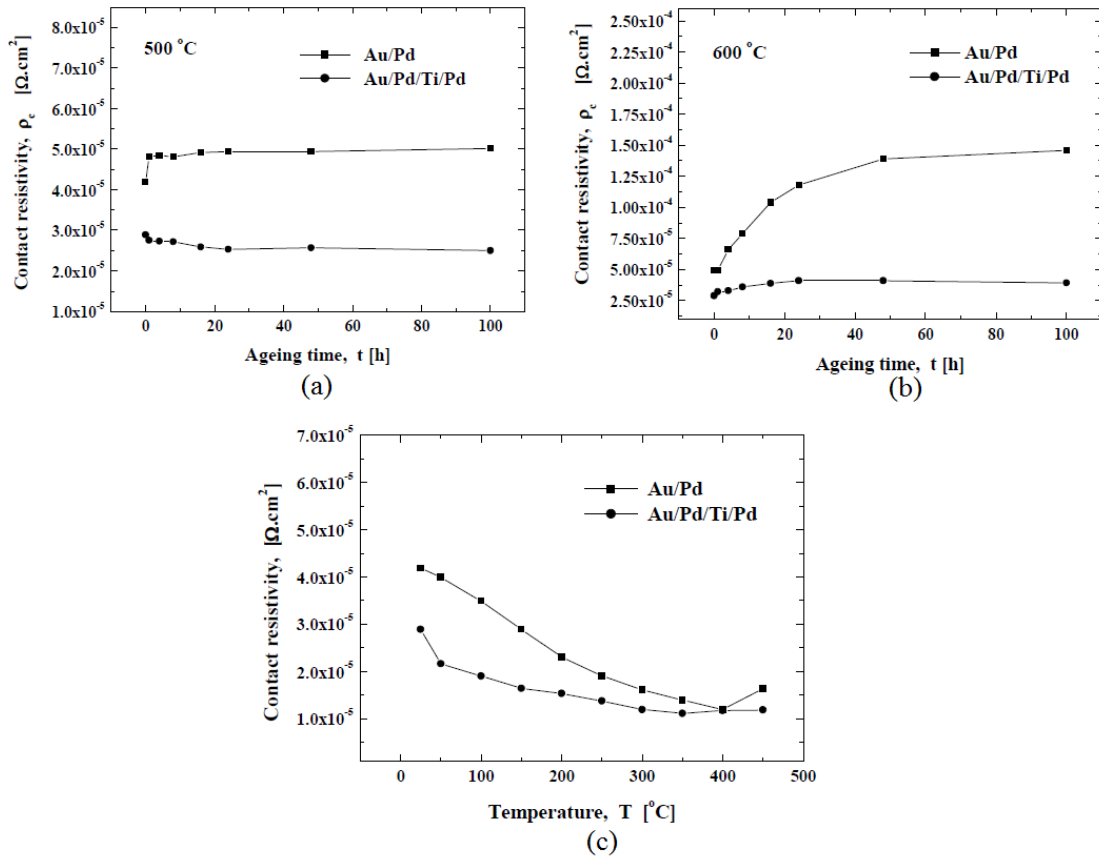 500 °C
Au/Pd
Au/Pd/Ti/Pd
8.0x10⁻⁵
7.0x10⁻⁵
6.0x10⁻⁵
5.0x10⁻⁵
4.0x10⁻⁵
3.0x10⁻⁵
2.0x10⁻⁵
1.0x10⁻⁵
Contact resistivity, ρc [Ω.cm²]
0 20 40 60 80 100
Ageing time, t [h]
(a)
600 °C
Au/Pd
Au/Pd/Ti/Pd
2.50x10⁻⁴
2.25x10⁻⁴
2.00x10⁻⁴
1.75x10⁻⁴
1.50x10⁻⁴
1.25x10⁻⁴
1.00x10⁻⁴
7.50x10⁻⁵
5.00x10⁻⁵
2.50x10⁻⁵
Contact resistivity, ρc [Ω.cm²]
0 20 40 60 80 100
Ageing time, t [h]
(b)
Au/Pd
Au/Pd/Ti/Pd
7.0x10⁻⁵
6.0x10⁻⁵
5.0x10⁻⁵
4.0x10⁻⁵
3.0x10⁻⁵
2.0x10⁻⁵
1.0x10⁻⁵
Contact resistivity, [Ω.cm²]
0 100 200 300 400 500
Temperature, T [°C]
(c)